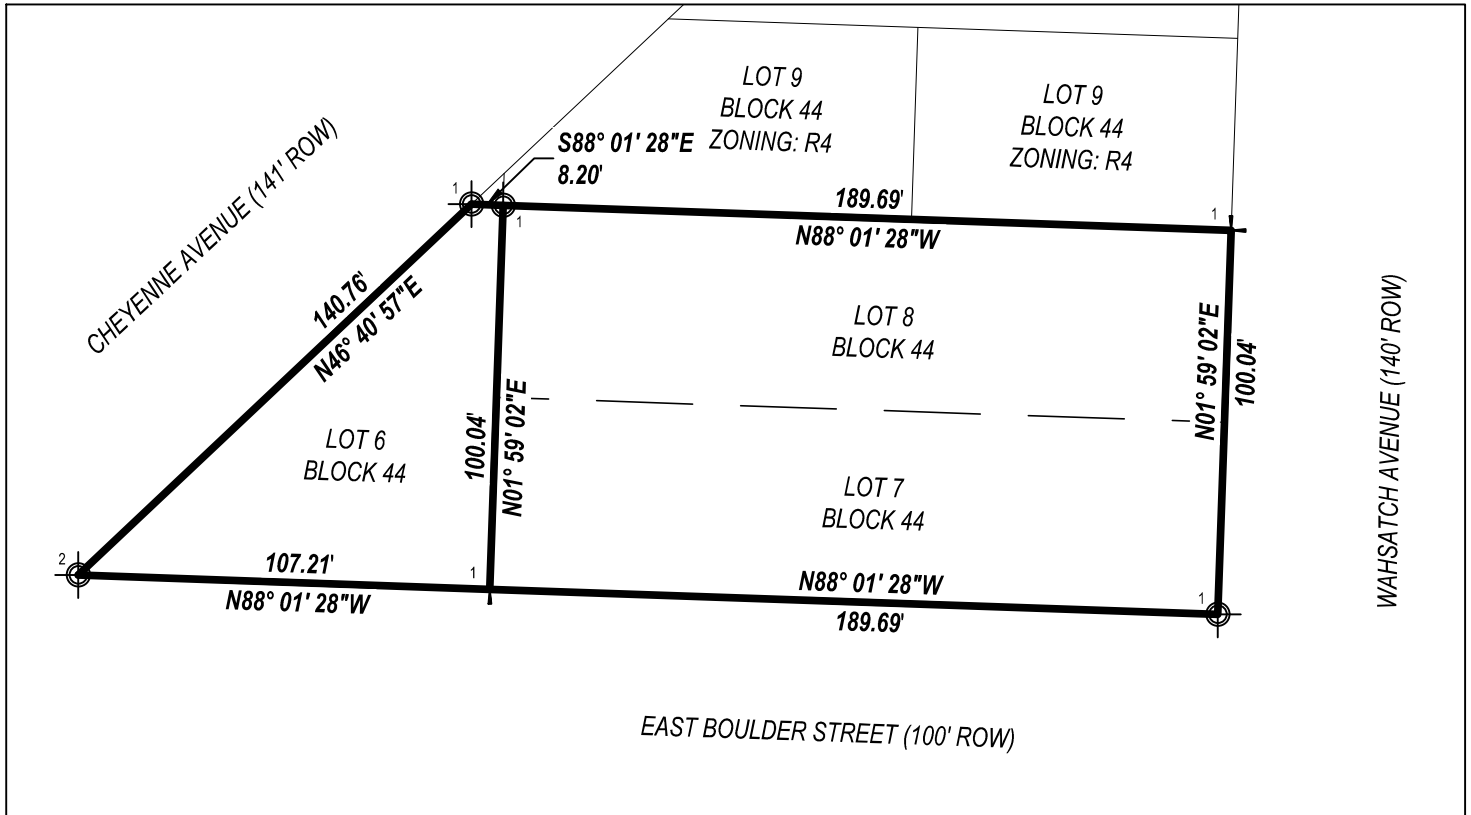 LOT 9
BLOCK 44
ZONING: R4
LOT 9
BLOCK 44
ZONING: R4
CHEYENNE AVENUE (141' ROW)
S88° 01' 28"E
8.20'
1
1
189.69'
N88° 01' 28"W
1
140.76'
N46° 40' 57"E
LOT 8
BLOCK 44
N01° 59' 02"E
100.04'
WAHSATCH AVENUE (140' ROW)
LOT 6
BLOCK 44
100.04'
N01° 59' 02"E
LOT 7
BLOCK 44
2
107.21'
N88° 01' 28"W
1
N88° 01' 28"W
189.69'
1
EAST BOULDER STREET (100' ROW)